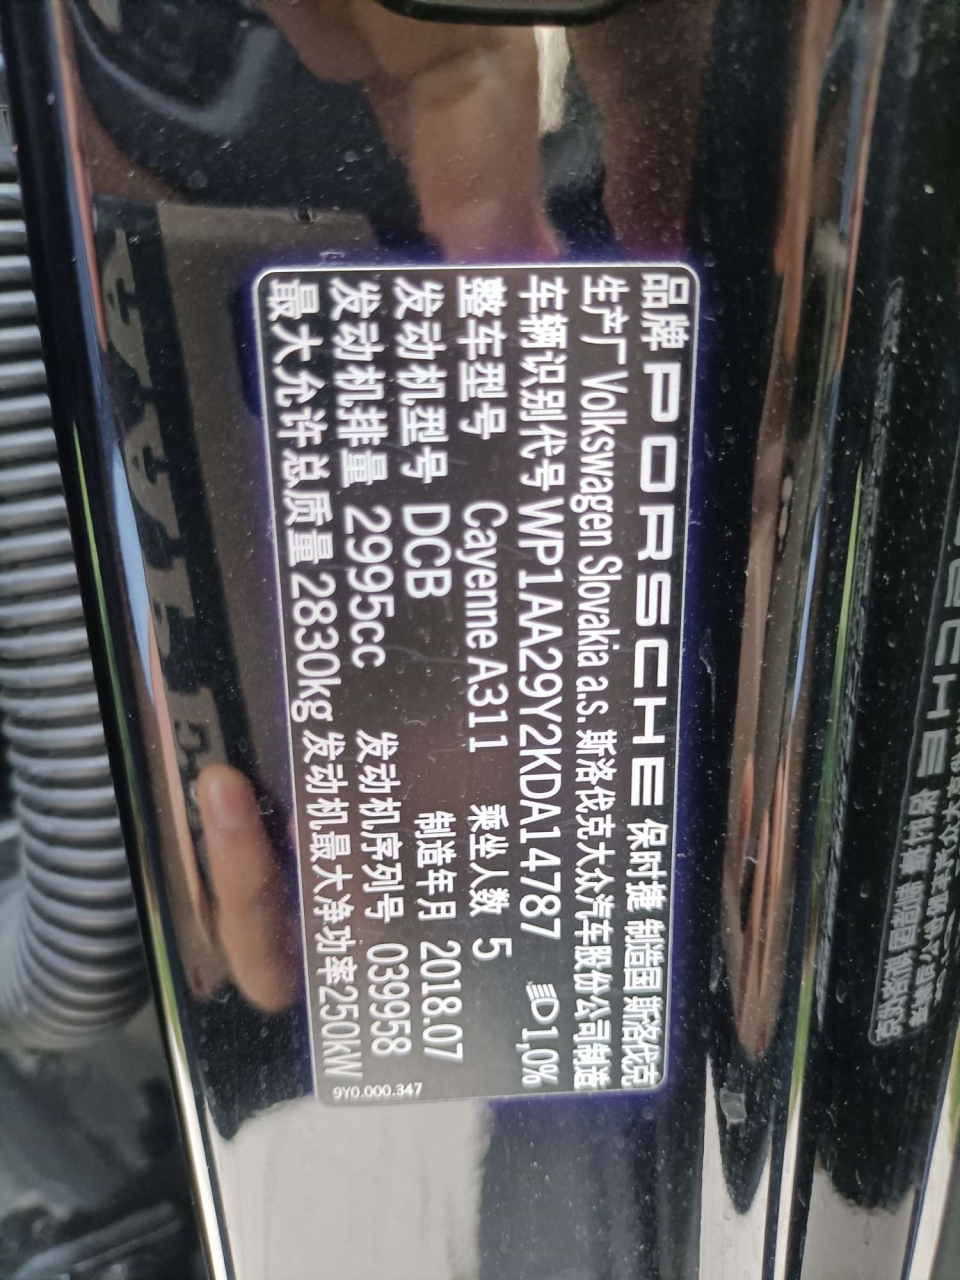 品牌 PORSCHE 保时捷 制造国 斯洛伐克
生产厂 Volkswagen Slovakia a.s. 斯洛伐克大众汽车股份公司制造
车辆识别代号 WP1AA29Y2KDA14787 1,0%
整车型号 Cayenne A311 乘坐人数 5
发动机型号 DCB 制造年月 2018.07
发动机排量 2995cc 发动机序列号 039958
最大允许总质量 2830kg 发动机最大净功率250kW
9Y0.000.347